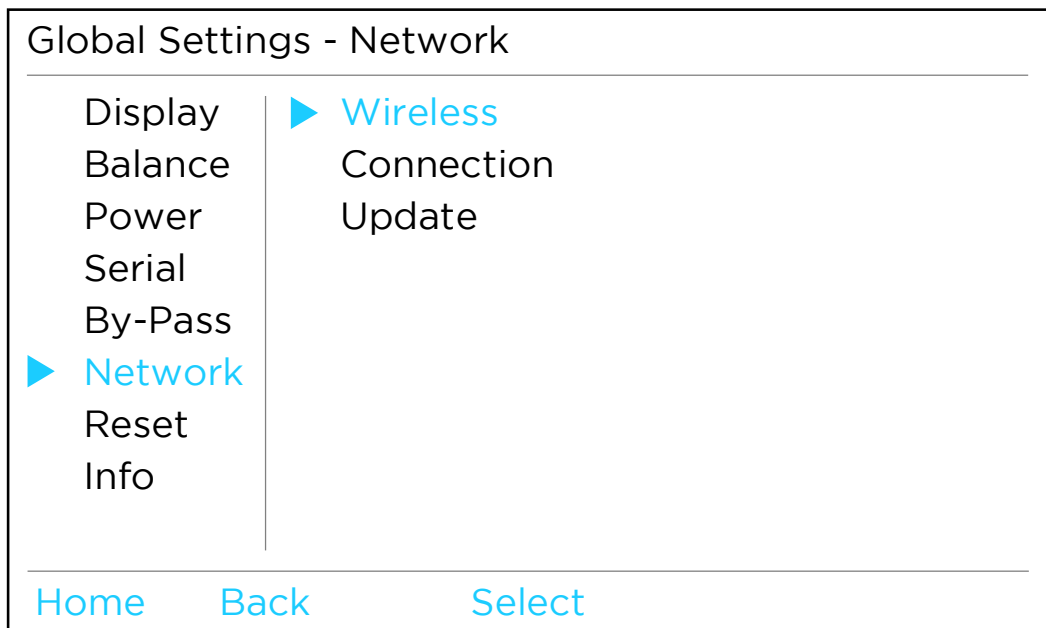 Global Settings - Network
Display
Balance
Power
Serial
By-Pass
Network
Reset
Info
Wireless
Connection
Update
Home Back Select